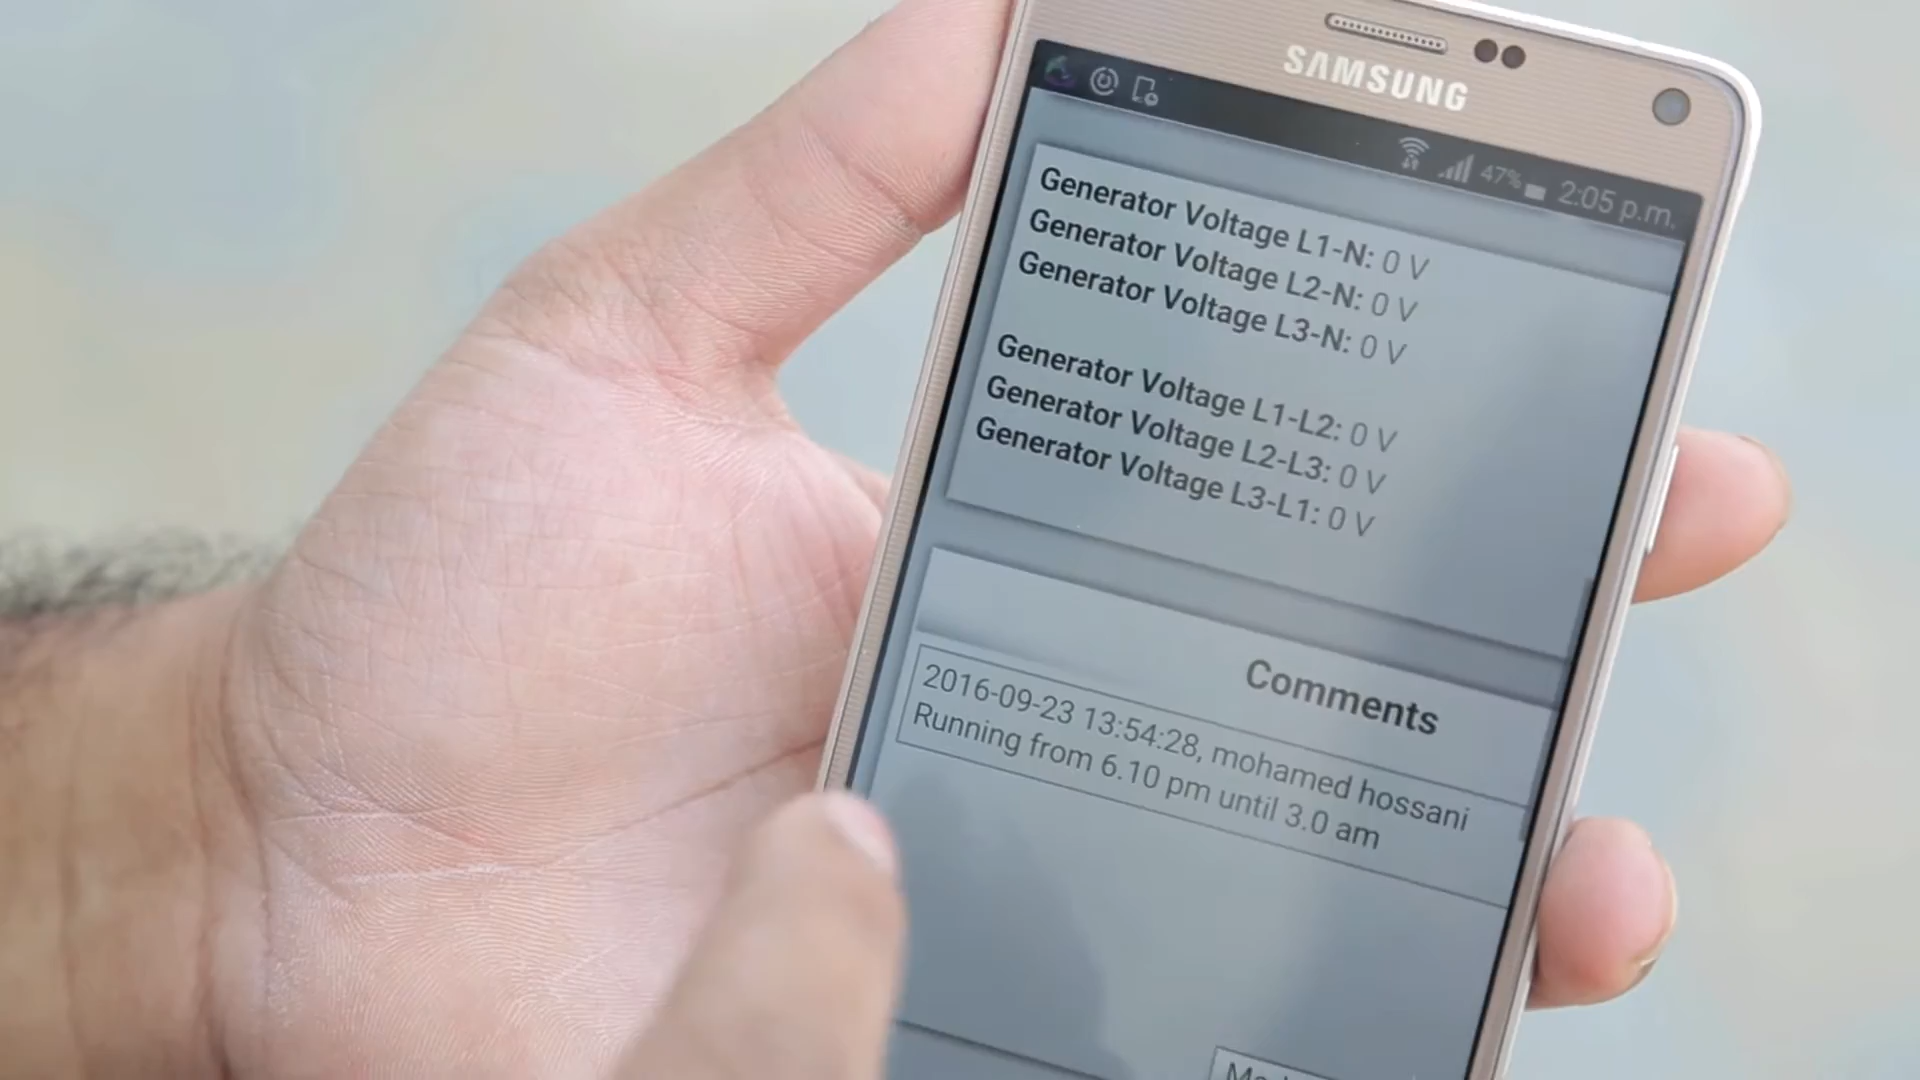 SAMSUNG
47% 2:05 p.m.
Generator Voltage L1-N: 0 V
Generator Voltage L2-N: 0 V
Generator Voltage L3-N: 0 V
Generator Voltage L1-L2: 0 V
Generator Voltage L2-L3: 0 V
Generator Voltage L3-L1: 0 V
Comments
2016-09-23 13:54:28, mohamed hossani
Running from 6.10 pm until 3.0 am